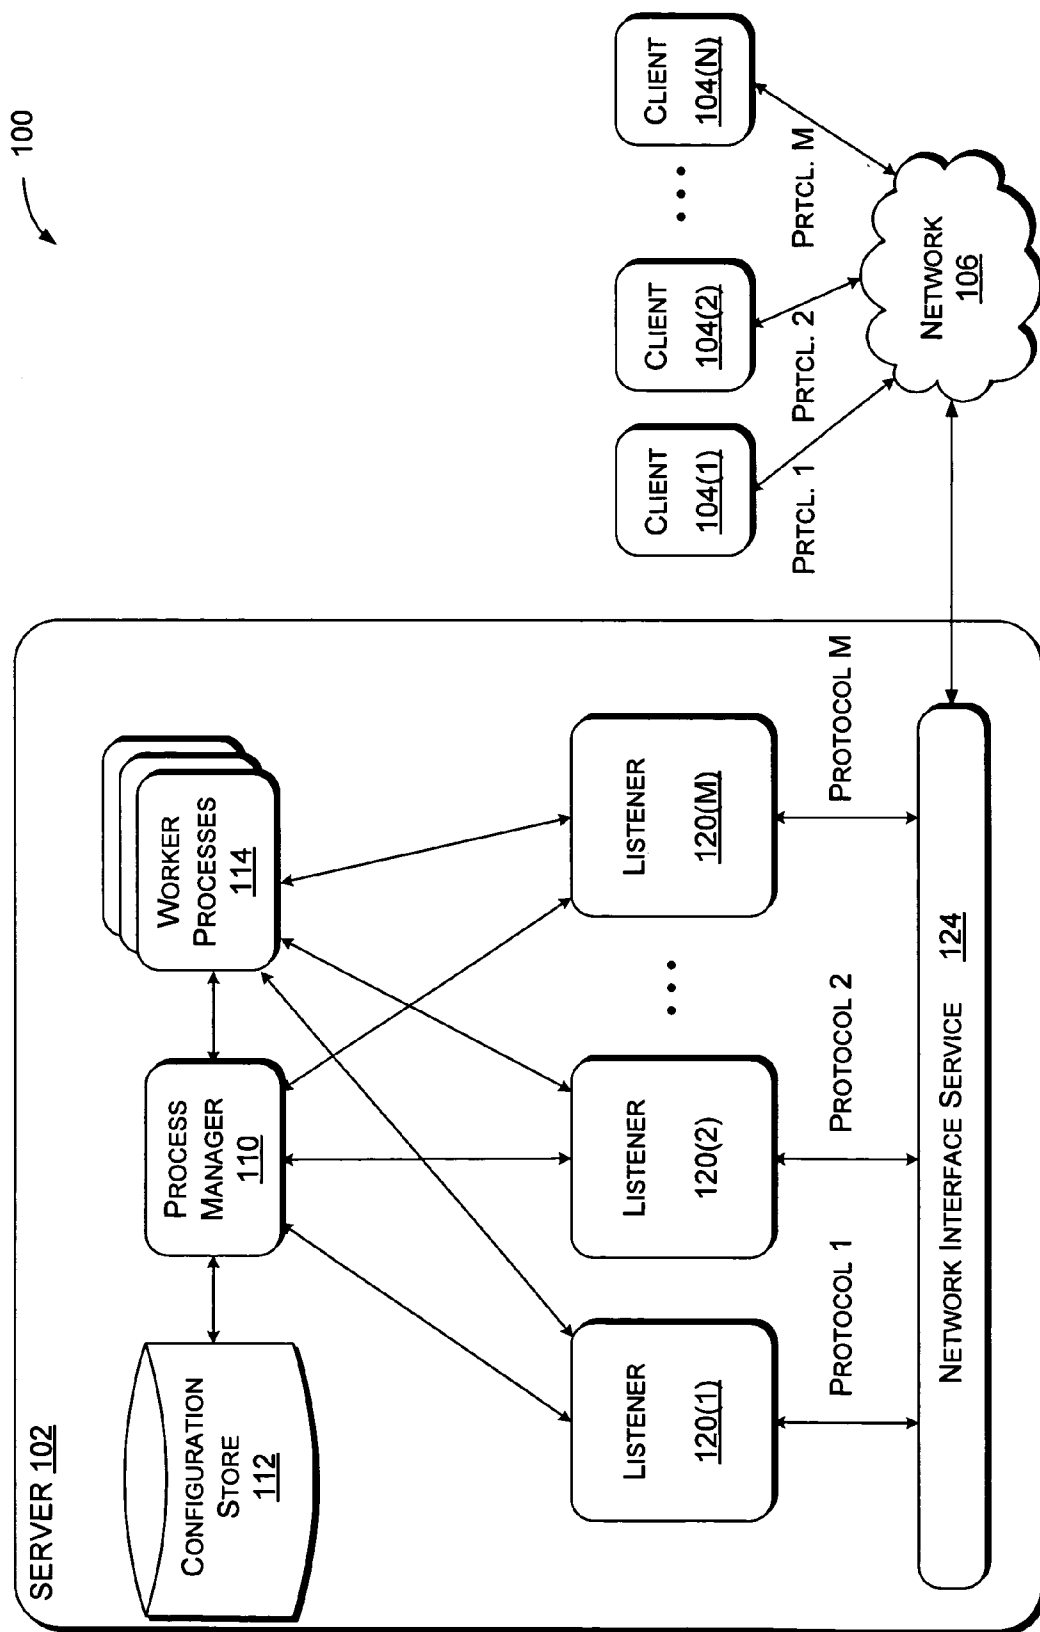 100
SERVER 102
CONFIGURATION
STORE
112
PROCESS
MANAGER
110
WORKER
PROCESSES
114
LISTENER
120(1)
LISTENER
120(2)
• • •
LISTENER
120(M)
PROTOCOL 1
PROTOCOL 2
PROTOCOL M
NETWORK INTERFACE SERVICE 124
CLIENT
104(1)
CLIENT
104(2)
• • •
CLIENT
104(N)
PRTCL. 1
PRTCL. 2
PRTCL. M
NETWORK
106